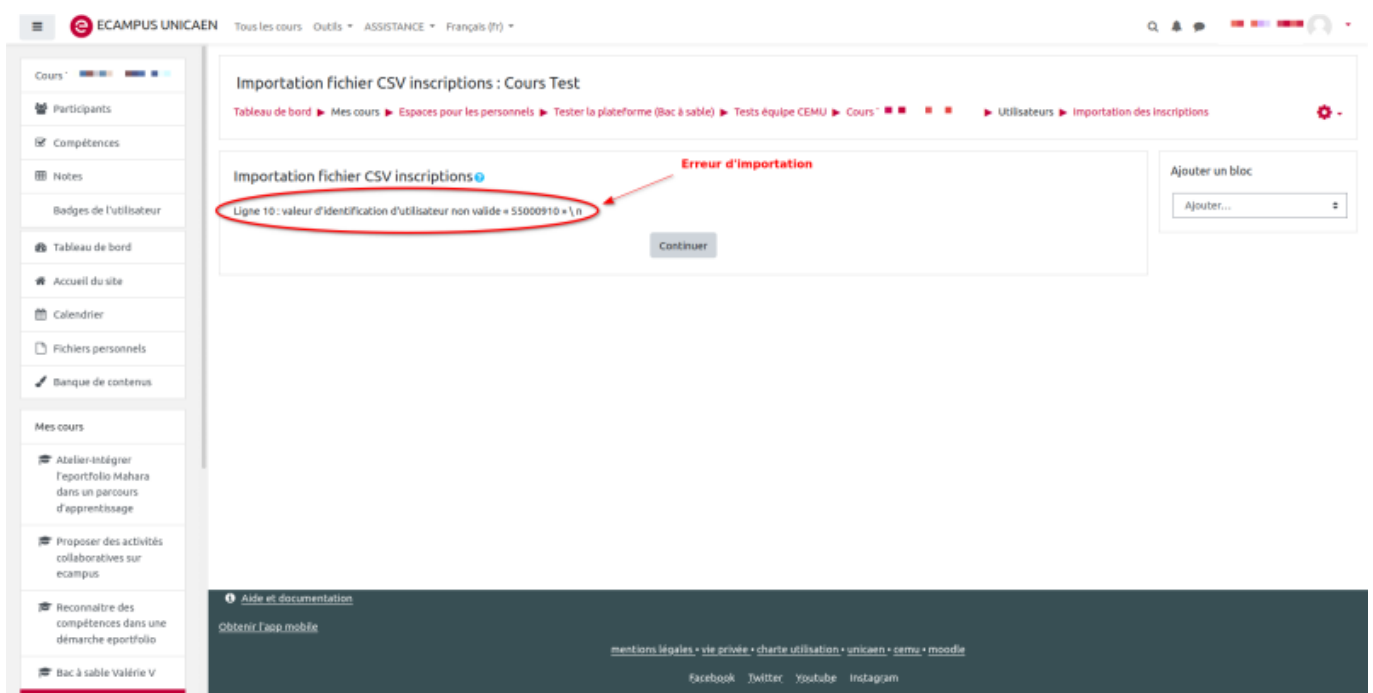 ECAMPUS UNICAEN Tous les cours Outils ASSISTANCE Français (fr)
Cours
Participants
Compétences
Notes
Badges de l'utilisateur
Tableau de bord
Accueil du site
Calendrier
Fichiers personnels
Banque de contenus
Mes cours
Atelier-Intégrer
l'eportfolio Mahara
dans un parcours
d'apprentissage
Proposer des activités
collaboratives sur
ecampus
Reconnaitre des
compétences dans une
démarche eportfolio
Bac à sable Valérie V
Importation fichier CSV inscriptions : Cours Test
Tableau de bord ▶ Mes cours ▶ Espaces pour les personnels ▶ Tester la plateforme (Bac à sable) ▶ Tests équipe CEMU ▶ Cours ▶ Utilisateurs ▶ Importation des inscriptions
Importation fichier CSV inscriptions
Erreur d'importation
Ligne 10 : valeur d'identification d'utilisateur non valide « 55000910 » \ n
Continuer
Ajouter un bloc
Ajouter...
Aide et documentation
Obtenir l'app mobile
mentions légales • vie privée • charte utilisation • unicaen • cemu • moodle
Facebook Twitter Youtube Instagram